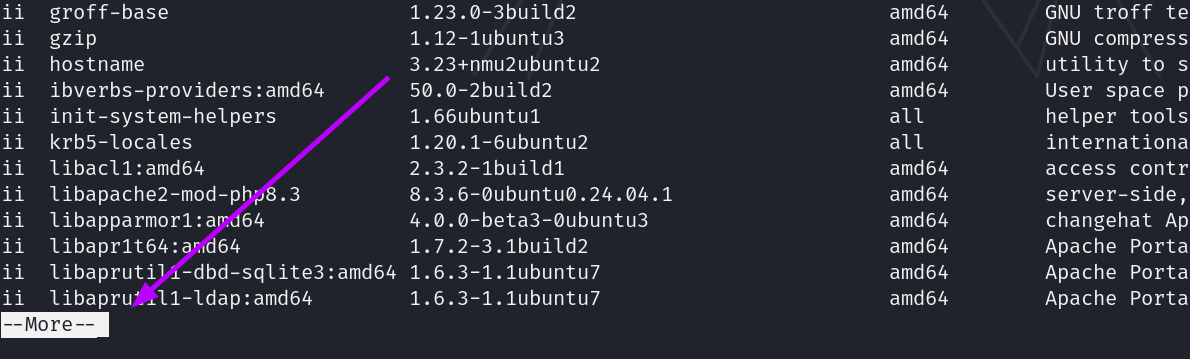 ii  groff-base                    1.23.0-3build2                          amd64        GNU troff te
ii  gzip                          1.12-1ubuntu3                           amd64        GNU compress
ii  hostname                      3.23+nmu2ubuntu2                        amd64        utility to s
ii  ibverbs-providers:amd64       50.0-2build2                            amd64        User space p
ii  init-system-helpers           1.66ubuntu1                             all          helper tools
ii  krb5-locales                  1.20.1-6ubuntu2                         all          internationa
ii  libacl1:amd64                 2.3.2-1build1                           amd64        access contr
ii  libapache2-mod-php8.3         8.3.6-0ubuntu0.24.04.1                  amd64        server-side,
ii  libapparmor1:amd64            4.0.0-beta3-0ubuntu3                    amd64        changehat Ap
ii  libapr1t64:amd64              1.7.2-3.1build2                         amd64        Apache Porta
ii  libaprutil1-dbd-sqlite3:amd64 1.6.3-1.1ubuntu7                        amd64        Apache Porta
ii  libaprutil1-ldap:amd64        1.6.3-1.1ubuntu7                        amd64        Apache Porta
--More--